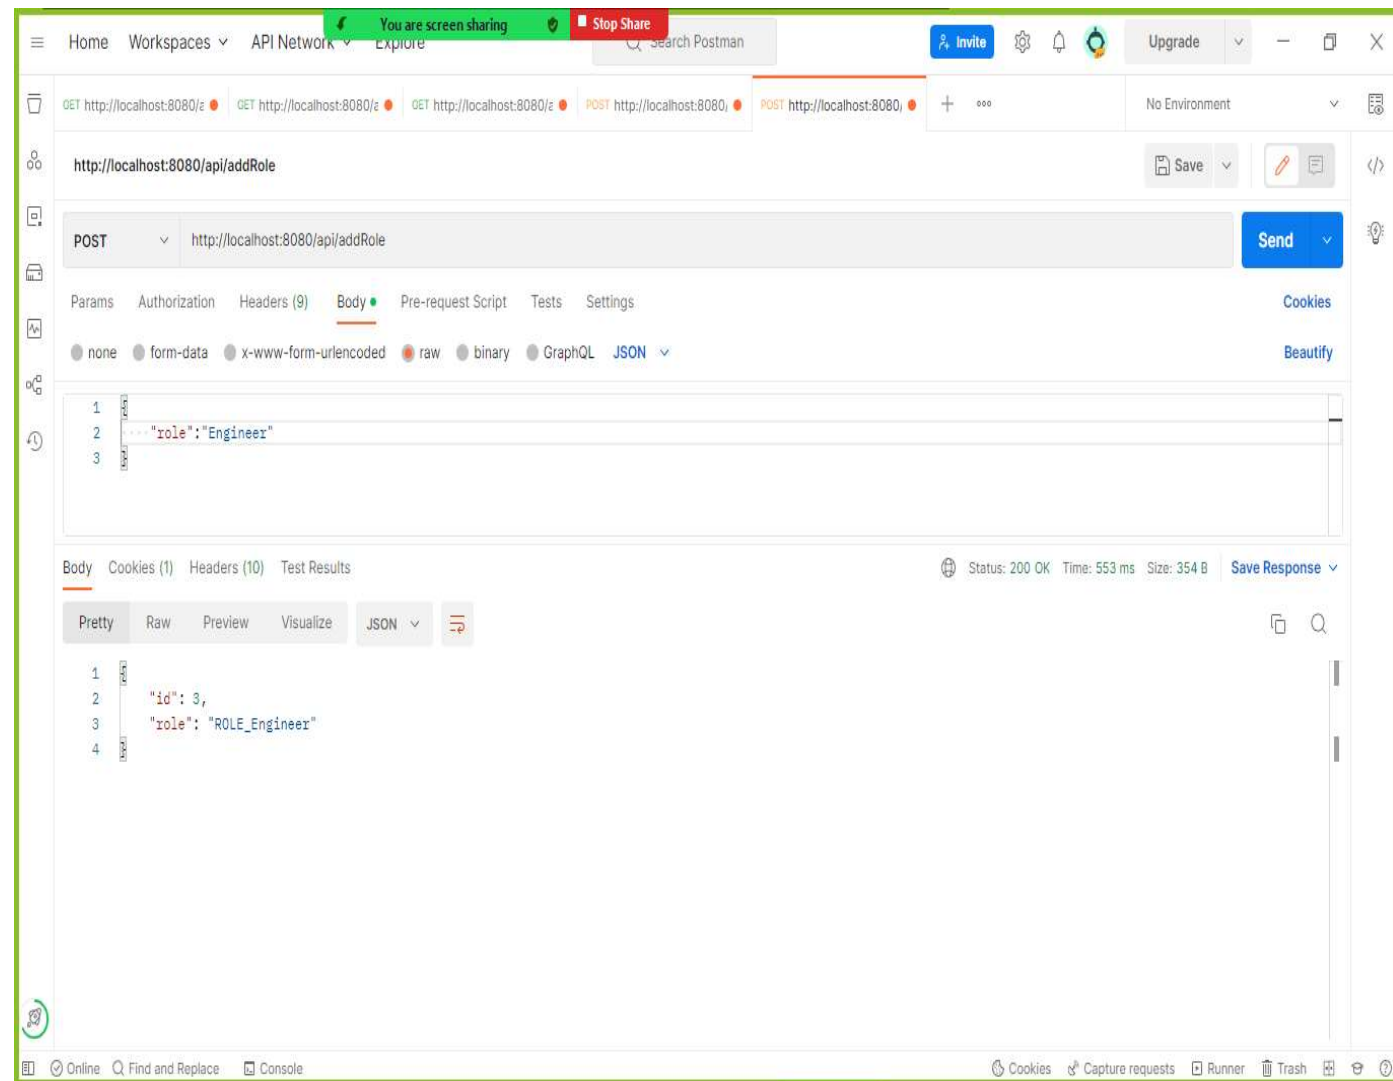 You are screen sharing Stop Share
Home Workspaces API Network Explore Search Postman Invite Upgrade
GET http://localhost:8080/a GET http://localhost:8080/a GET http://localhost:8080/a POST http://localhost:8080/ POST http://localhost:8080/ No Environment
http://localhost:8080/api/addRole Save
POST http://localhost:8080/api/addRole Send
Params Authorization Headers (9) Body Pre-request Script Tests Settings Cookies
none form-data x-www-form-urlencoded raw binary GraphQL JSON Beautify
1 {
2 "role":"Engineer"
3 }
Body Cookies (1) Headers (10) Test Results Status: 200 OK Time: 553 ms Size: 354 B Save Response
Pretty Raw Preview Visualize JSON
1 {
2 "id": 3,
3 "role": "ROLE_Engineer"
4 }
Online Find and Replace Console Cookies Capture requests Runner Trash